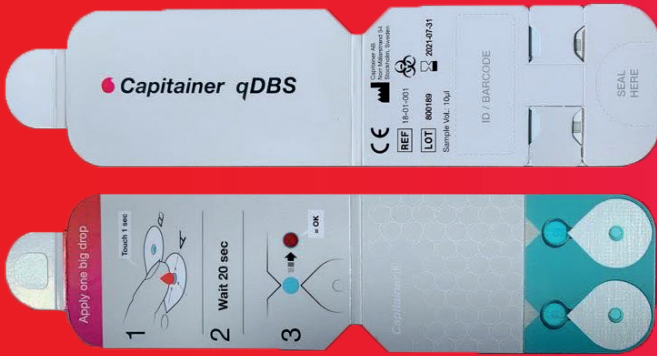 Capitainer qDBS
Capitainer AB
Norr Mälarstrand 54
Stockholm, Sweden
2021-07-31
CE
REF 18-01-001
LOT 800189
Sample Vol.: 10µl
ID / BARCODE
SEAL
HERE
Apply one big drop
1
Touch 1 sec
2
Wait 20 sec
3
= OK
Capitainer